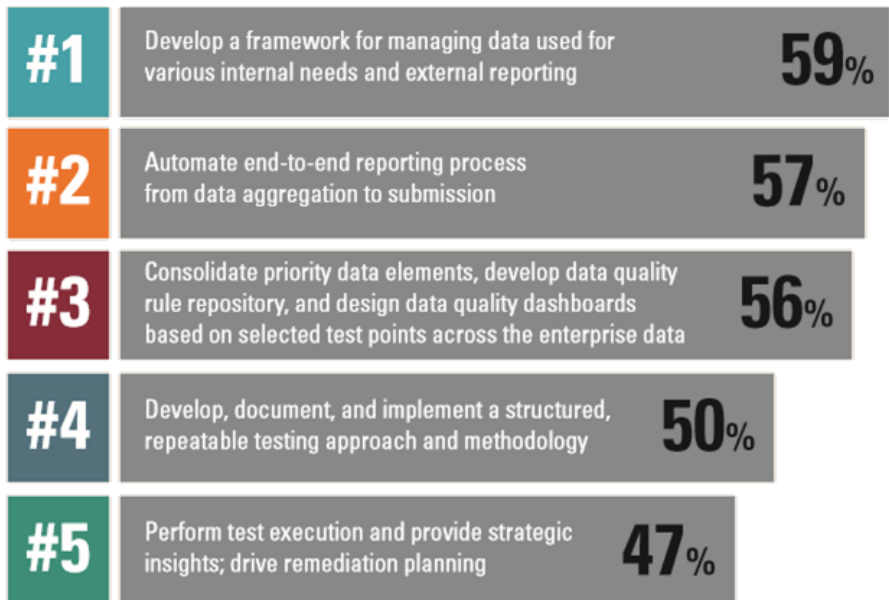 #1
Develop a framework for managing data used for
various internal needs and external reporting
59%
#2
Automate end-to-end reporting process
from data aggregation to submission
57%
#3
Consolidate priority data elements, develop data quality
rule repository, and design data quality dashboards
based on selected test points across the enterprise data
56%
#4
Develop, document, and implement a structured,
repeatable testing approach and methodology
50%
#5
Perform test execution and provide strategic
insights; drive remediation planning
47%